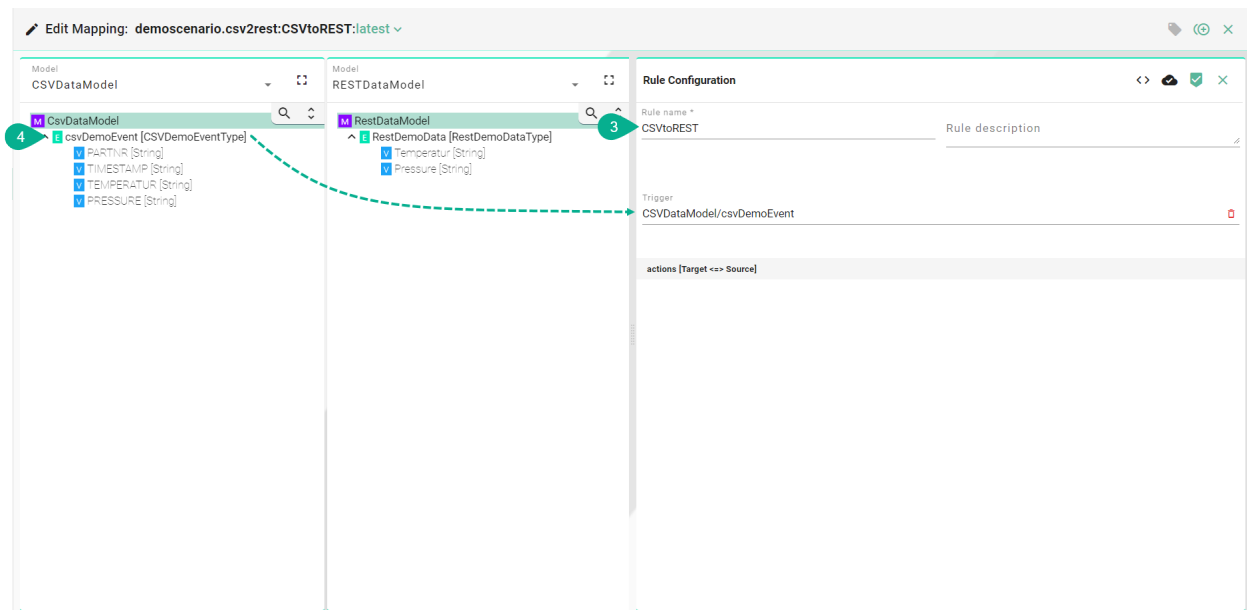 Edit Mapping: demoscenario.csv2rest:CSVtoREST:latest
Model
CSVDataModel
M CsvDataModel
4
E csvDemoEvent [CSVDemoEventType]
V PARTNR [String]
V TIMESTAMP [String]
V TEMPERATUR [String]
V PRESSURE [String]
Model
RESTDataModel
M RestDataModel
E RestDemoData [RestDemoDataType]
V Temperatur [String]
V Pressure [String]
Rule Configuration
3
Rule name *
CSVtoREST
Rule description
Trigger
CSVDataModel/csvDemoEvent
actions [Target <=> Source]